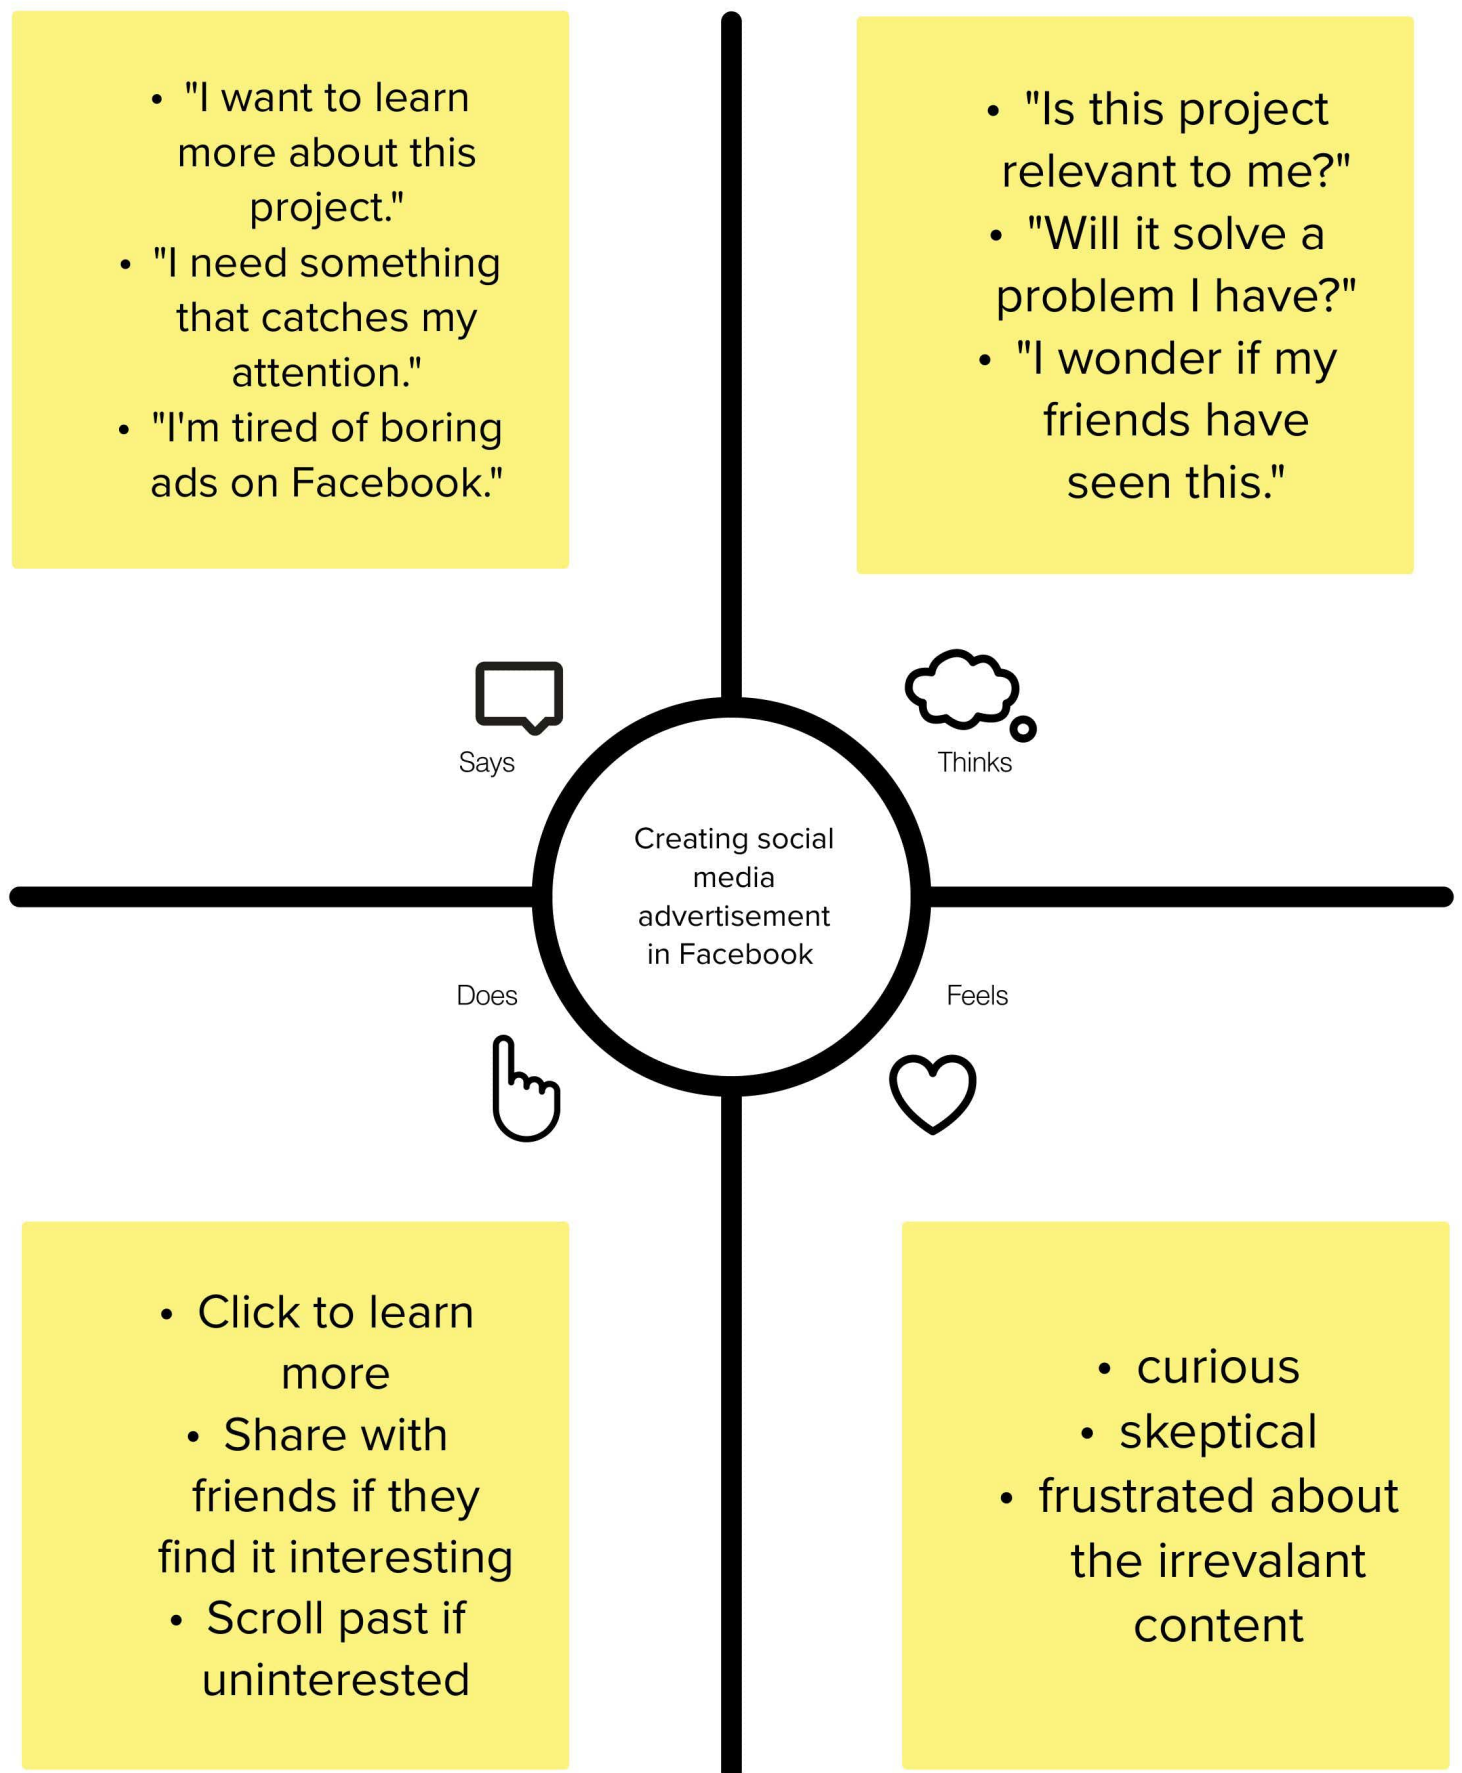 • "I want to learn
more about this
project."
• "I need something
that catches my
attention."
• "I'm tired of boring
ads on Facebook."
• "Is this project
relevant to me?"
• "Will it solve a
problem I have?"
• "I wonder if my
friends have
seen this."
Says
Thinks
Creating social
media
advertisement
in Facebook
Does
Feels
• Click to learn
more
• Share with
friends if they
find it interesting
• Scroll past if
uninterested
• curious
• skeptical
• frustrated about
the irrevalant
content